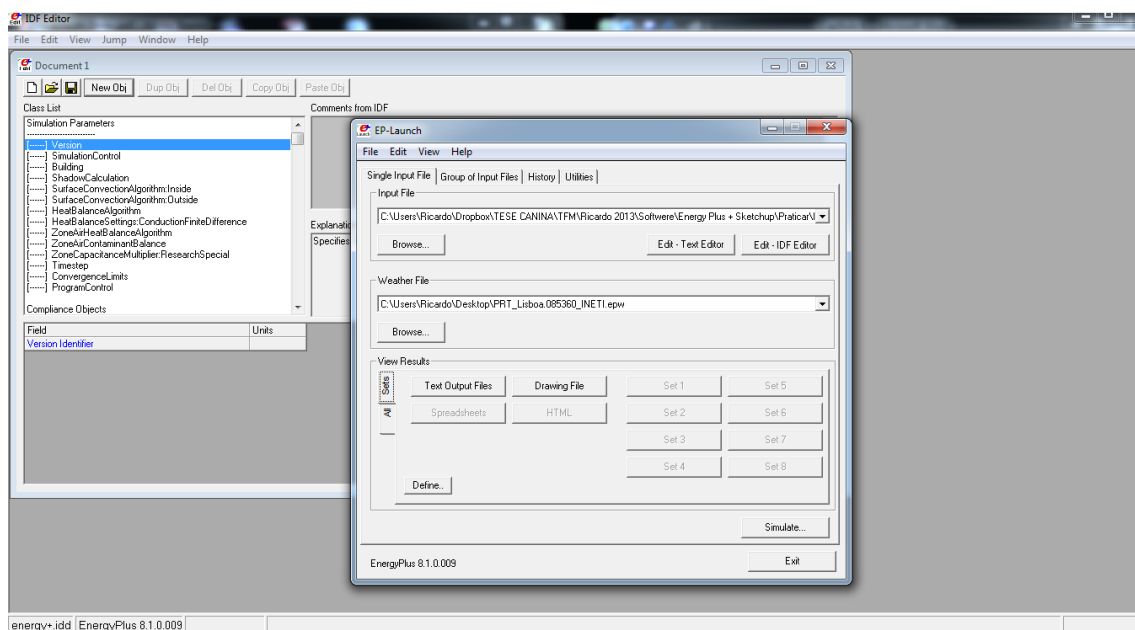 IDF Editor
File Edit View Jump Window Help
Document 1
New Obj Dup Obj Del Obj Copy Obj Paste Obj
Class List
Comments from IDF
Simulation Parameters
-------------------------
[------] Version
[------] SimulationControl
[------] Building
[------] ShadowCalculation
[------] SurfaceConvectionAlgorithm:Inside
[------] SurfaceConvectionAlgorithm:Outside
[------] HeatBalanceAlgorithm
[------] HeatBalanceSettings:ConductionFiniteDifference
[------] ZoneAirHeatBalanceAlgorithm
[------] ZoneAirContaminantBalance
[------] ZoneCapacitanceMultiplier:ResearchSpecial
[------] Timestep
[------] ConvergenceLimits
[------] ProgramControl
Compliance Objects
Explanatic
Specifies
Field Units
Version Identifier
EP-Launch
File Edit View Help
Single Input File Group of Input Files History Utilities
Input File
C:\Users\Ricardo\Dropbox\TESE CANINA\TFM\Ricardo 2013\Softwere\Energy Plus + Sketchup\Praticar\
Browse... Edit - Text Editor Edit - IDF Editor
Weather File
C:\Users\Ricardo\Desktop\PRT_Lisboa.085360_INETI.epw
Browse...
View Results
Sets
All
Text Output Files Drawing File Set 1 Set 5
Spreadsheets HTML Set 2 Set 6
Set 3 Set 7
Set 4 Set 8
Define..
Simulate...
EnergyPlus 8.1.0.009 Exit
energy+.idd EnergyPlus 8.1.0.009